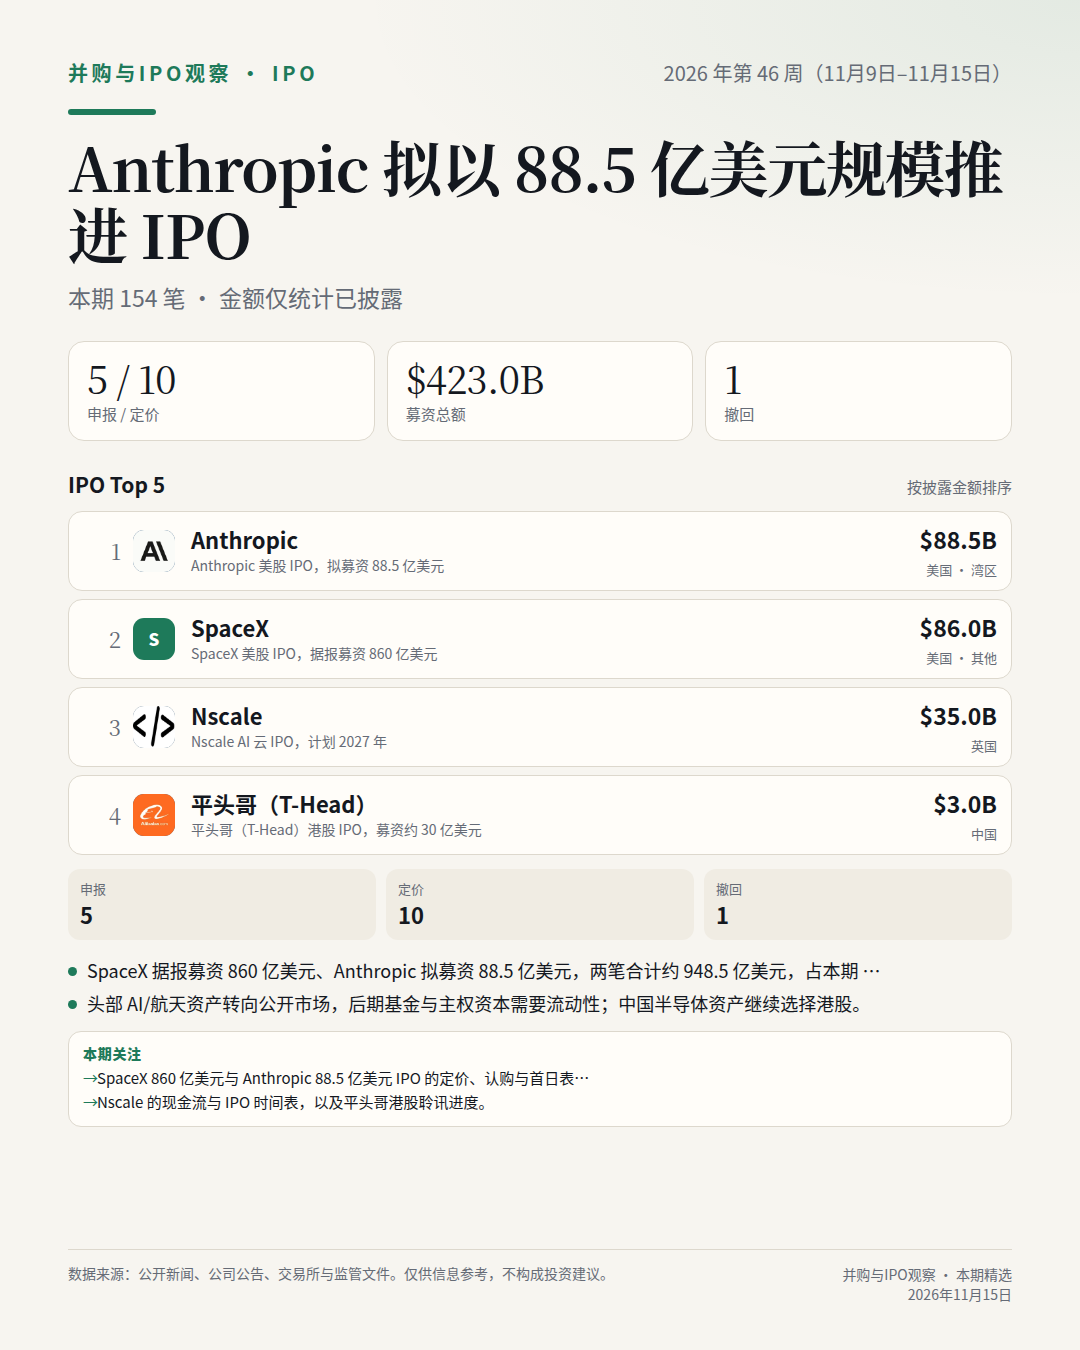 并购与IPO观察 · IPO
2026 年第 46 周（11月9日–11月15日）
Anthropic 拟以 88.5 亿美元规模推
进 IPO
本期 154 笔 · 金额仅统计已披露
5 / 10
申报 / 定价
$423.0B
募资总额
1
撤回
IPO Top 5
按披露金额排序
1
Anthropic
Anthropic 美股 IPO，拟募资 88.5 亿美元
$88.5B
美国 · 湾区
2
S
SpaceX
SpaceX 美股 IPO，据报募资 860 亿美元
$86.0B
美国 · 其他
3
Nscale
Nscale AI 云 IPO，计划 2027 年
$35.0B
英国
4
平头哥（T-Head）
平头哥（T-Head）港股 IPO，募资约 30 亿美元
$3.0B
中国
申报
5
定价
10
撤回
1
SpaceX 据报募资 860 亿美元、Anthropic 拟募资 88.5 亿美元，两笔合计约 948.5 亿美元，占本期 …
头部 AI/航天资产转向公开市场，后期基金与主权资本需要流动性；中国半导体资产继续选择港股。
本期关注
→SpaceX 860 亿美元与 Anthropic 88.5 亿美元 IPO 的定价、认购与首日表…
→Nscale 的现金流与 IPO 时间表，以及平头哥港股聆讯进度。
数据来源：公开新闻、公司公告、交易所与监管文件。仅供信息参考，不构成投资建议。
并购与IPO观察 · 本期精选
2026年11月15日